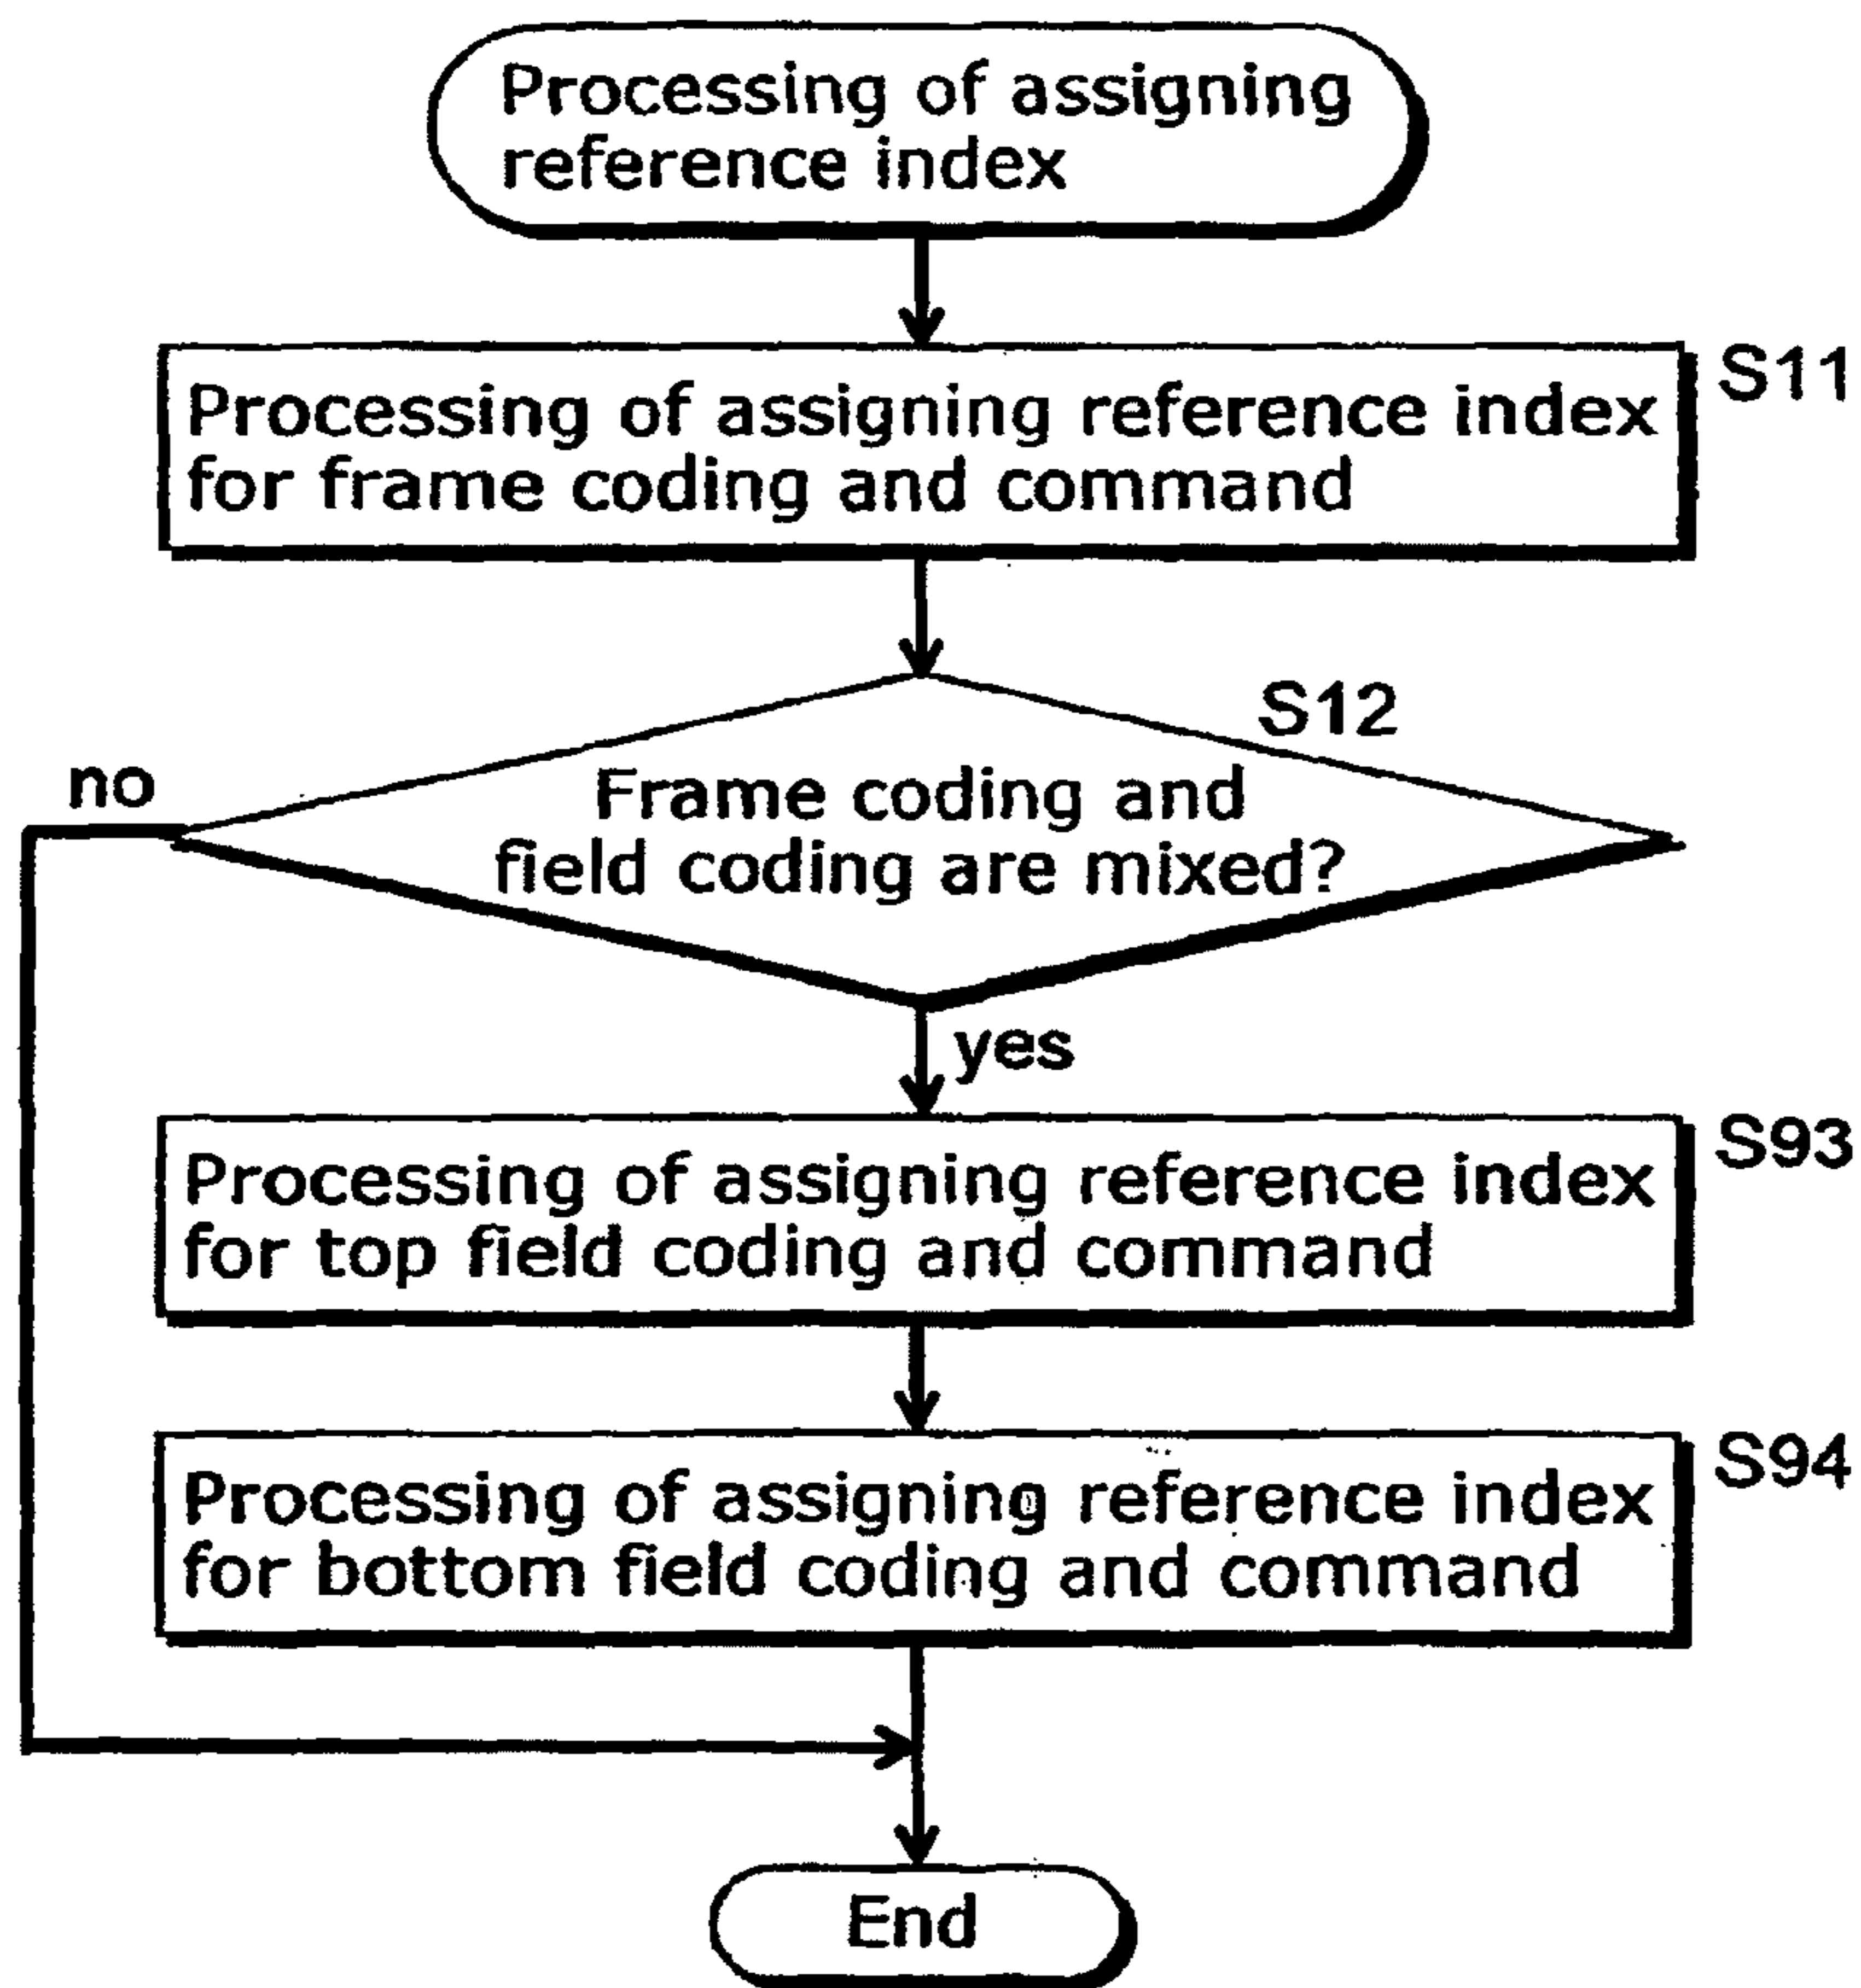 Processing of assigning
reference index
S11
Processing of assigning reference index
for frame coding and command
S12
no
Frame coding and
field coding are mixed?
yes
S93
Processing of assigning reference index
for top field coding and command
S94
Processing of assigning reference index
for bottom field coding and command
End